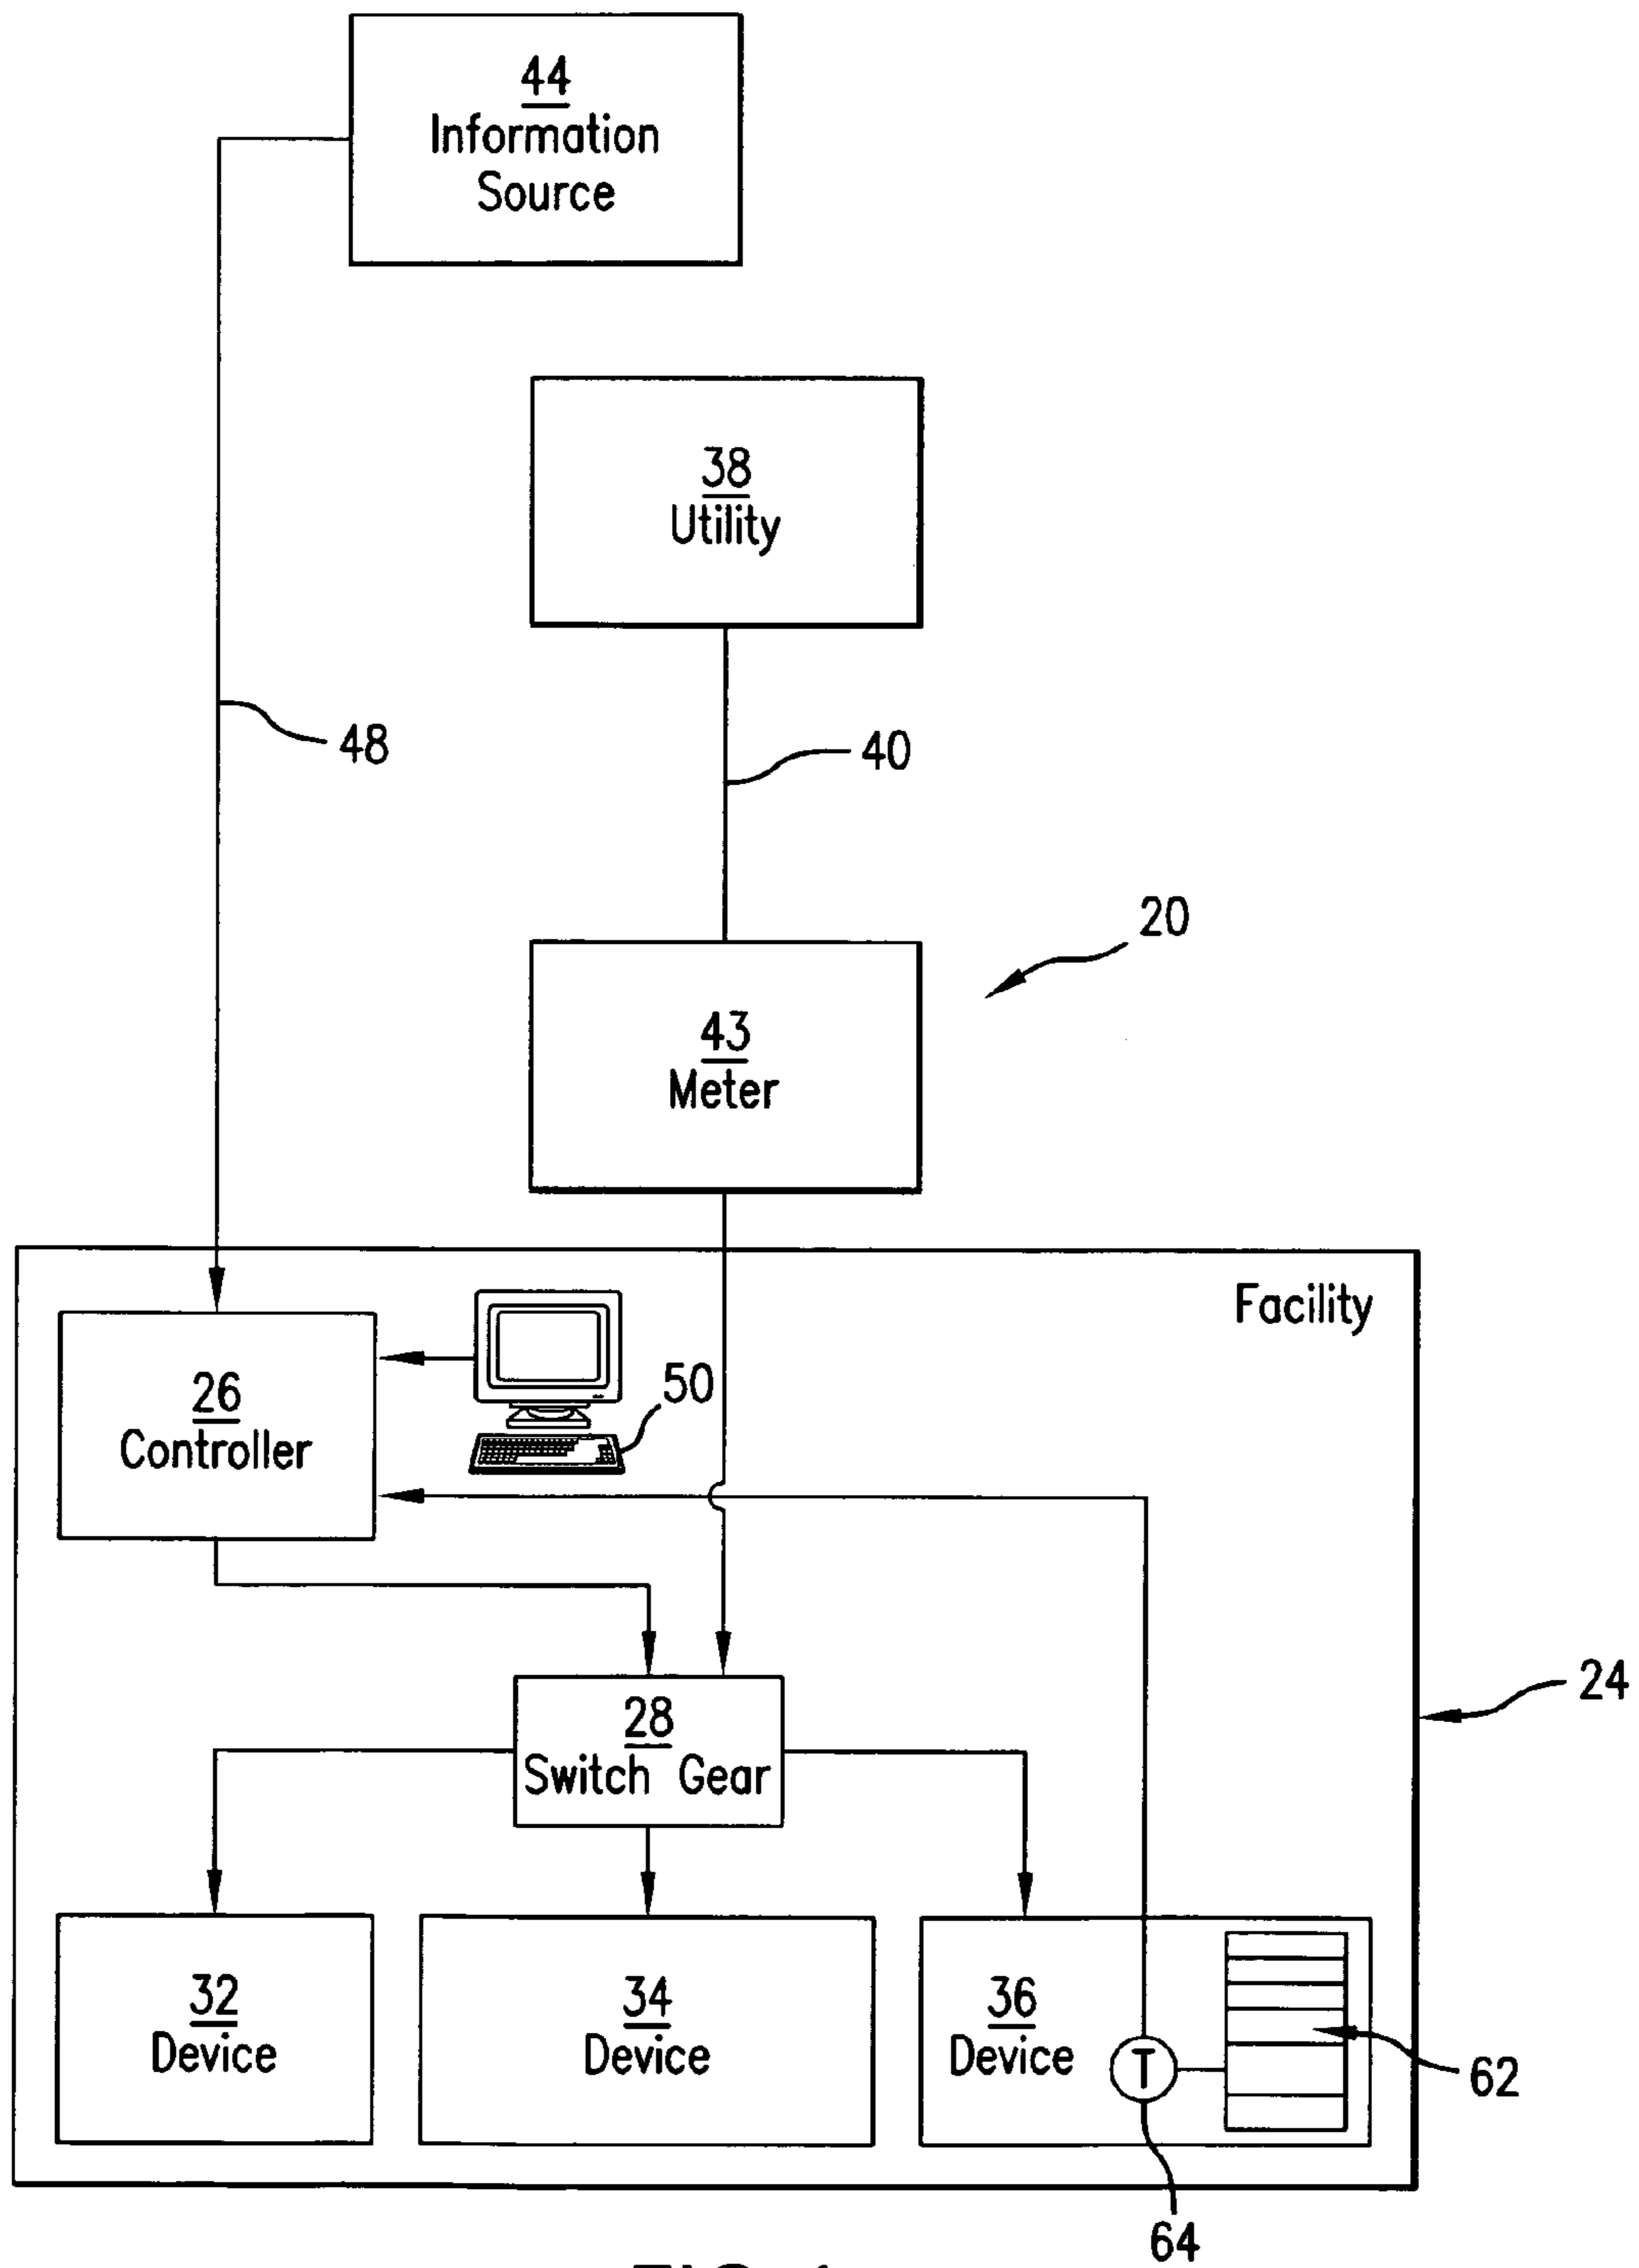 44
Information
Source
38
Utility
48
40
20
43
Meter
Facility
26
Controller
50
28
Switch Gear
24
32
Device
34
Device
36
Device
T
62
64